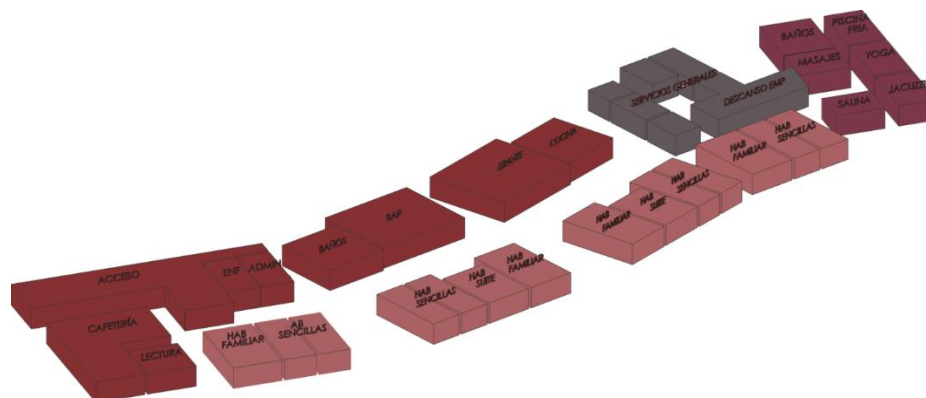 BAÑOS
PISCINA
FRIA
MASAJES
YOGA
JACUZZI
SAUNA
SERVICIOS GENERALES
DESCANSO EMP
HAB
FAMILIAR
HAB
SENCILLAS
COCINA
HAB
FAMILIAR
HAB
SUITE
HAB
SENCILLAS
BAÑOS
BAR
HAB
SENCILLAS
HAB
SUITE
HAB
FAMILIAR
ACCESO
ENF
ADMIN
CAFETERÍA
LECTURA
HAB
FAMILIAR
AB
SENCILLAS